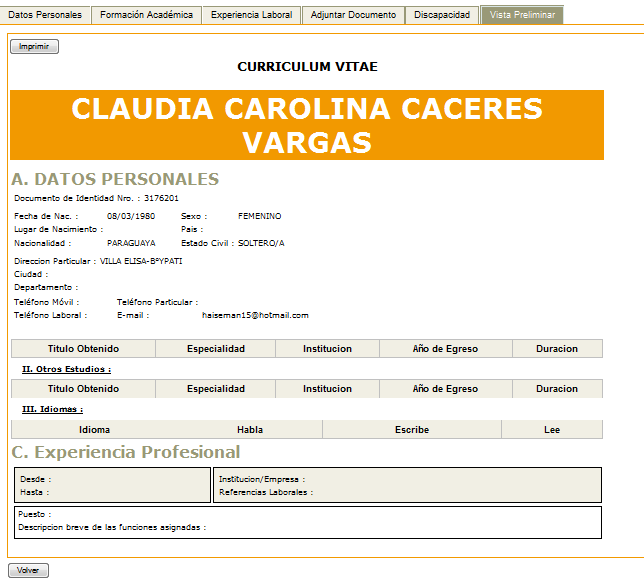 Datos Personales Formación Académica Experiencia Laboral Adjuntar Documento Discapacidad Vista Preliminar
Imprimir
CURRICULUM VITAE
CLAUDIA CAROLINA CACERES
VARGAS
A. DATOS PERSONALES
Documento de Identidad Nro. : 3176201
Fecha de Nac. : 08/03/1980 Sexo : FEMENINO
Lugar de Nacimiento : Pais :
Nacionalidad : PARAGUAYA Estado Civil : SOLTERO/A
Direccion Particular : VILLA ELISA-BºYPATI
Ciudad :
Departamento :
Teléfono Móvil : Teléfono Particular :
Teléfono Laboral : E-mail : haiseman15@hotmail.com
Titulo Obtenido Especialidad Institucion Año de Egreso Duracion
II. Otros Estudios :
Titulo Obtenido Especialidad Institucion Año de Egreso Duracion
III. Idiomas :
Idioma Habla Escribe Lee
C. Experiencia Profesional
Desde : Institucion/Empresa :
Hasta : Referencias Laborales :
Puesto :
Descripcion breve de las funciones asignadas :
Volver